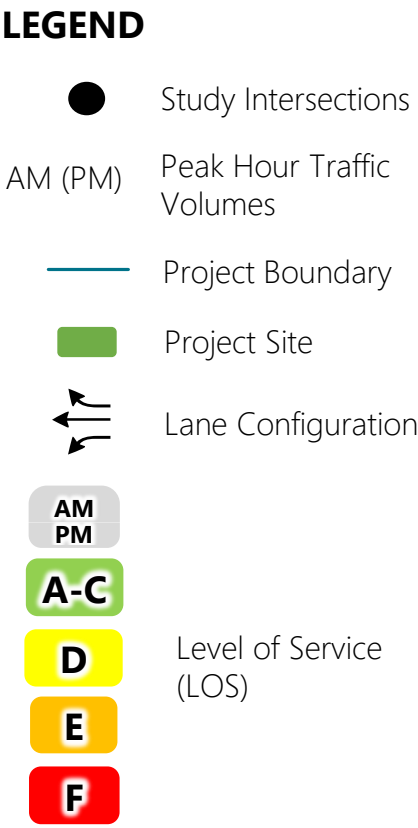 LEGEND
Study Intersections
AM (PM)
Peak Hour Traffic
Volumes
Project Boundary
Project Site
Lane Configuration
AM
PM
A-C
D
E
F
Level of Service
(LOS)